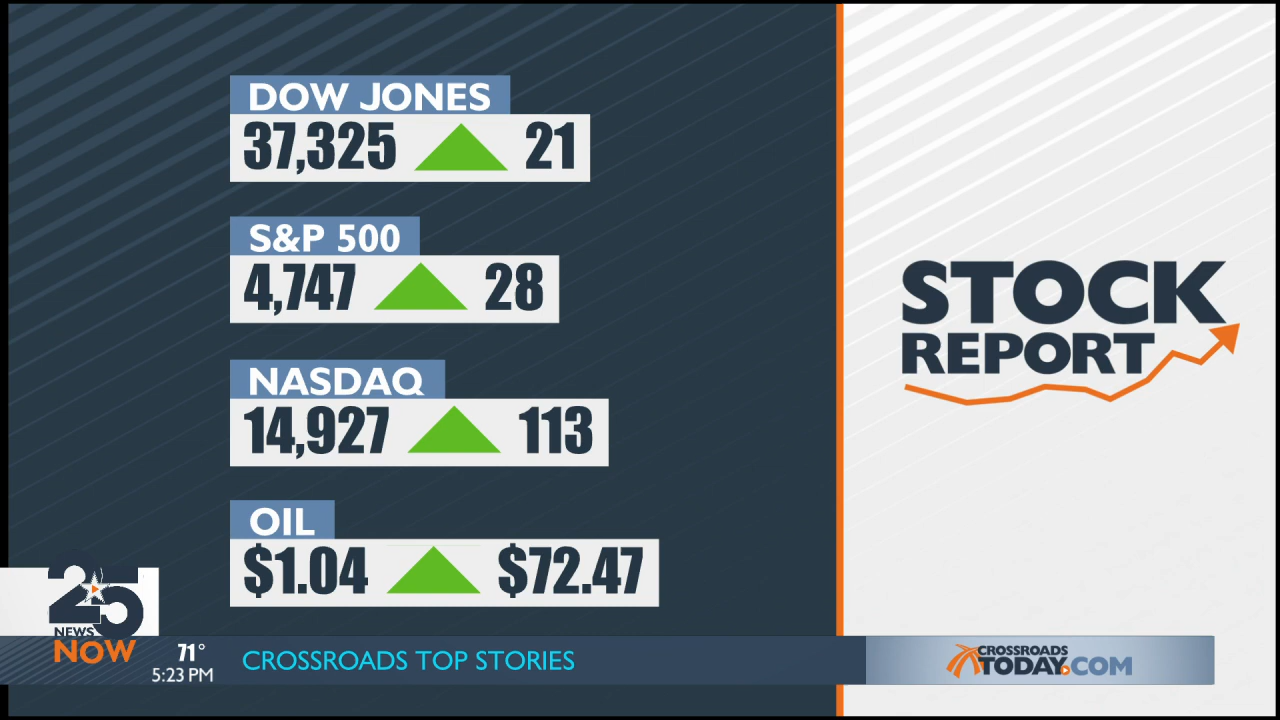 DOW JONES
37,325 21
S&P 500
4,747 28
NASDAQ
14,927 113
OIL
$1.04 $72.47
STOCK
REPORT
25
NEWS
NOW
71°
5:23 PM
CROSSROADS TOP STORIES
CROSSROADS
TODAY.COM